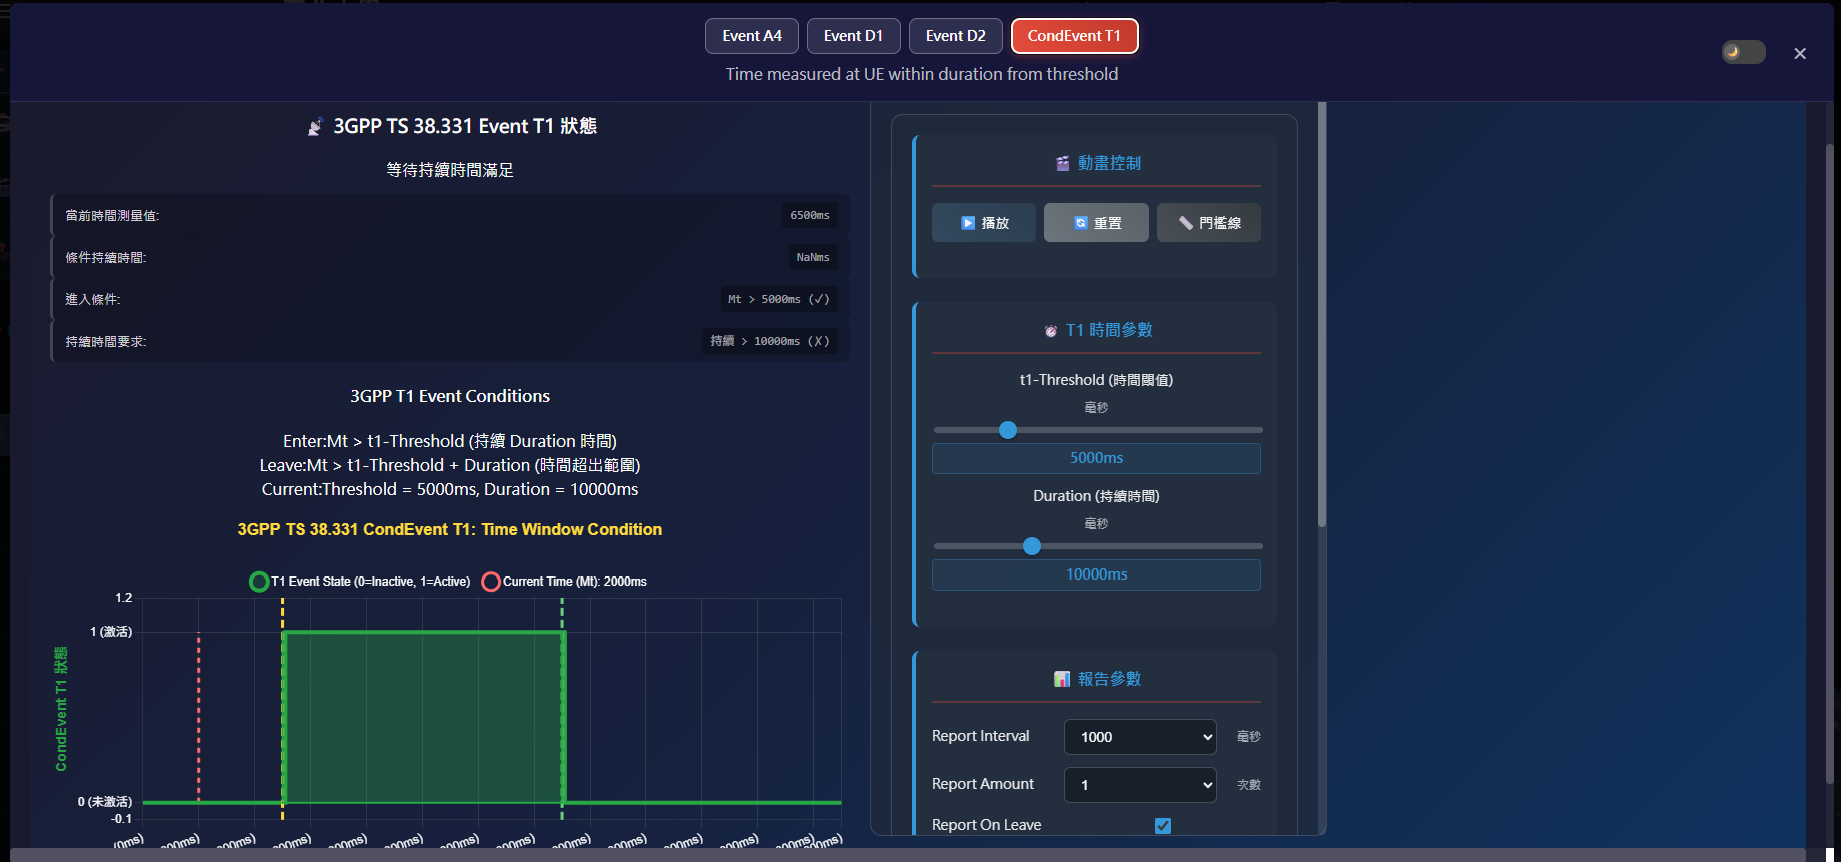 Event A4
Event D1
Event D2
CondEvent T1
Time measured at UE within duration from threshold
3GPP TS 38.331 Event T1 狀態
等待持續時間滿足
當前時間測量值:
6500ms
條件持續時間:
NaNms
進入條件:
Mt > 5000ms (✓)
持續時間要求:
持續 > 10000ms (✗)
3GPP T1 Event Conditions
Enter:Mt > t1-Threshold (持續 Duration 時間)
Leave:Mt > t1-Threshold + Duration (時間超出範圍)
Current:Threshold = 5000ms, Duration = 10000ms
3GPP TS 38.331 CondEvent T1: Time Window Condition
T1 Event State (0=Inactive, 1=Active)
Current Time (Mt): 2000ms
1.2
1 (激活)
0 (未激活)
-0.1
CondEvent T1 狀態
動畫控制
播放
重置
門檻線
T1 時間參數
t1-Threshold (時間閾值)
毫秒
5000ms
Duration (持續時間)
毫秒
10000ms
報告參數
Report Interval
1000
毫秒
Report Amount
1
次數
Report On Leave